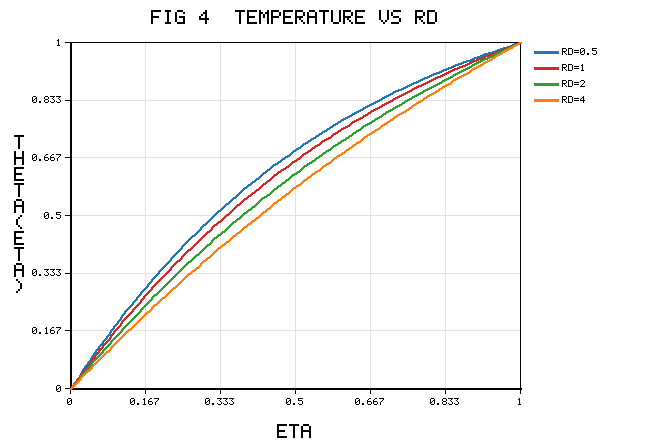 FIG 4 TEMPERATURE VS RD
1
0.833
0.667
0.5
0.333
0.167
0
THETA(ETA)
0 0.167 0.333 0.5 0.667 0.833 1
ETA
RD=0.5
RD=1
RD=2
RD=4